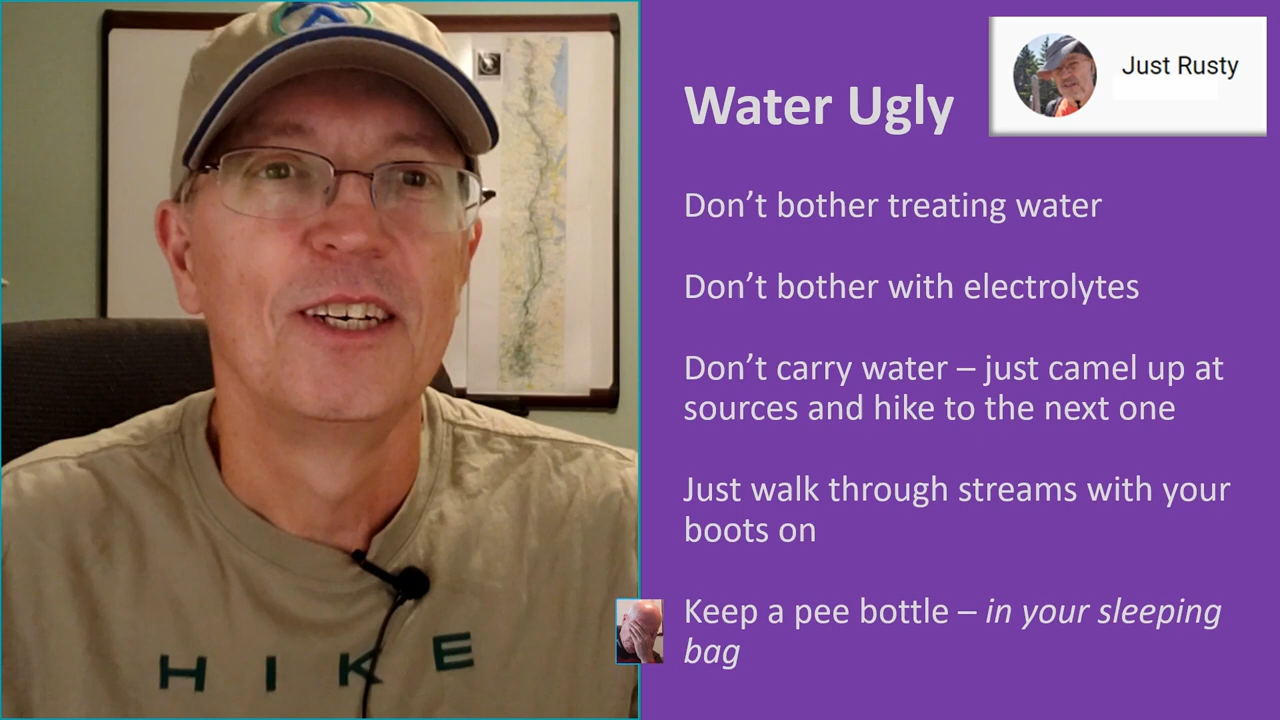 Just Rusty
Water Ugly
Don’t bother treating water
Don’t bother with electrolytes
Don’t carry water – just camel up at
sources and hike to the next one
Just walk through streams with your
boots on
Keep a pee bottle – in your sleeping
bag
H I K E